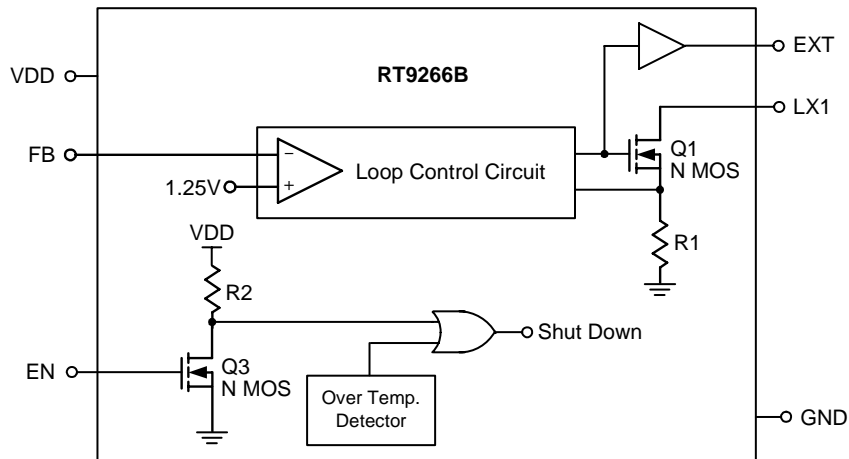 EXT
VDD
RT9266B
LX1
FB
−
Loop Control Circuit
Q1
N MOS
1.25V
+
VDD
R1
R2
Shut Down
EN
Q3
N MOS
Over Temp.
Detector
GND